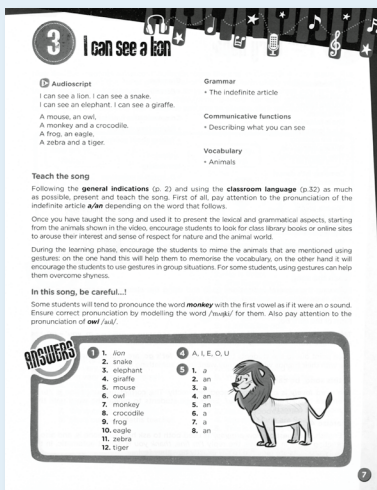 3
I can see a lion
Audioscript
I can see a lion. I can see a snake.
I can see an elephant. I can see a giraffe.
A mouse, an owl,
A monkey and a crocodile.
A frog, an eagle,
A zebra and a tiger.
Grammar
• The indefinite article
Communicative functions
• Describing what you can see
Vocabulary
• Animals
Teach the song
Following the general indications (p. 2) and using the classroom language (p.32) as much
as possible, present and teach the song. First of all, pay attention to the pronunciation of the
indefinite article a/an depending on the word that follows.
Once you have taught the song and used it to present the lexical and grammatical aspects, starting
from the animals shown in the video, encourage students to look for class library books or online sites
to arouse their interest and sense of respect for nature and the animal world.
During the learning phase, encourage the students to mime the animals that are mentioned using
gestures: on the one hand this will help them to memorise the vocabulary, on the other hand it will
encourage the students to use gestures in group situations. For some students, using gestures can help
them overcome shyness.
In this song, be careful...!
Some students will tend to pronounce the word monkey with the first vowel as if it were an o sound.
Ensure correct pronunciation by modelling the word for them. Also pay attention to the
pronunciation of owl /aʊl/.
ANSWERS
1 1. lion
2. snake
3. elephant
4. giraffe
5. mouse
6. owl
7. monkey
8. crocodile
9. frog
10. eagle
11. zebra
12. tiger
4 A, I, E, O, U
5 1. a
2. an
3. a
4. an
5. an
6. a
7. a
8. an
7